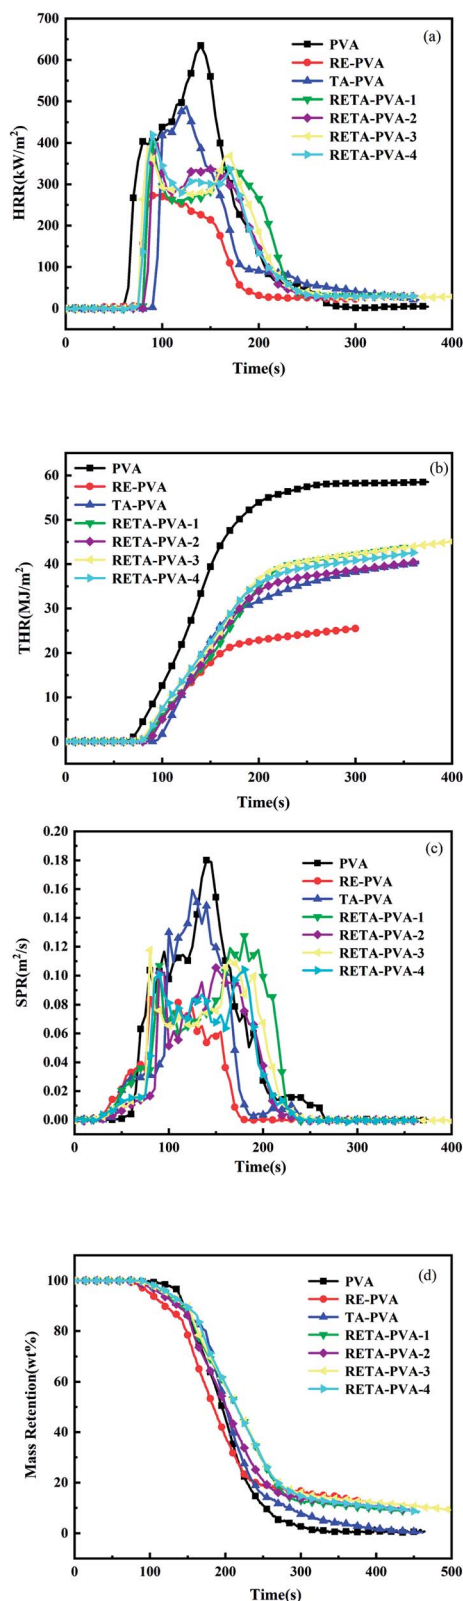 700
600
500
400
300
200
100
0
HRR(kW/m²)
(a)
PVA
RE-PVA
TA-PVA
RETA-PVA-1
RETA-PVA-2
RETA-PVA-3
RETA-PVA-4
0 100 200 300 400
Time(s)
60
50
40
30
20
10
0
THR(MJ/m²)
(b)
PVA
RE-PVA
TA-PVA
RETA-PVA-1
RETA-PVA-2
RETA-PVA-3
RETA-PVA-4
0 100 200 300 400
Time(s)
0.20
0.18
0.16
0.14
0.12
0.10
0.08
0.06
0.04
0.02
0.00
SPR(m²/s)
(c)
PVA
RE-PVA
TA-PVA
RETA-PVA-1
RETA-PVA-2
RETA-PVA-3
RETA-PVA-4
0 100 200 300 400
Time(s)
100
80
60
40
20
0
Mass Retention(wt%)
(d)
PVA
RE-PVA
TA-PVA
RETA-PVA-1
RETA-PVA-2
RETA-PVA-3
RETA-PVA-4
0 100 200 300 400 500
Time(s)